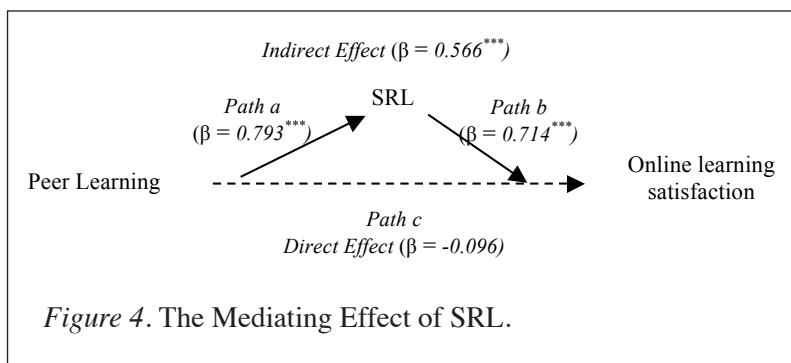 Indirect Effect (β = 0.566***)
SRL
Path a
(β = 0.793***)
Path b
(β = 0.714***)
Peer Learning
Online learning
satisfaction
Path c
Direct Effect (β = -0.096)
Figure 4. The Mediating Effect of SRL.